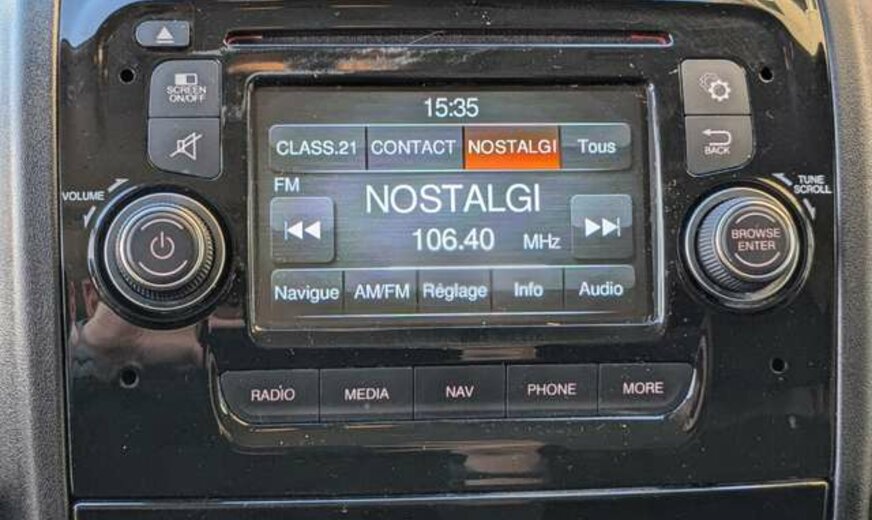 SCREEN
ON/OFF
15:35
CLASS.21 CONTACT NOSTALGI Tous
BACK
VOLUME
TUNE
SCROLL
FM
NOSTALGI
106.40 MHz
BROWSE
ENTER
Navigue AM/FM Réglage Info Audio
RADIO MEDIA NAV PHONE MORE